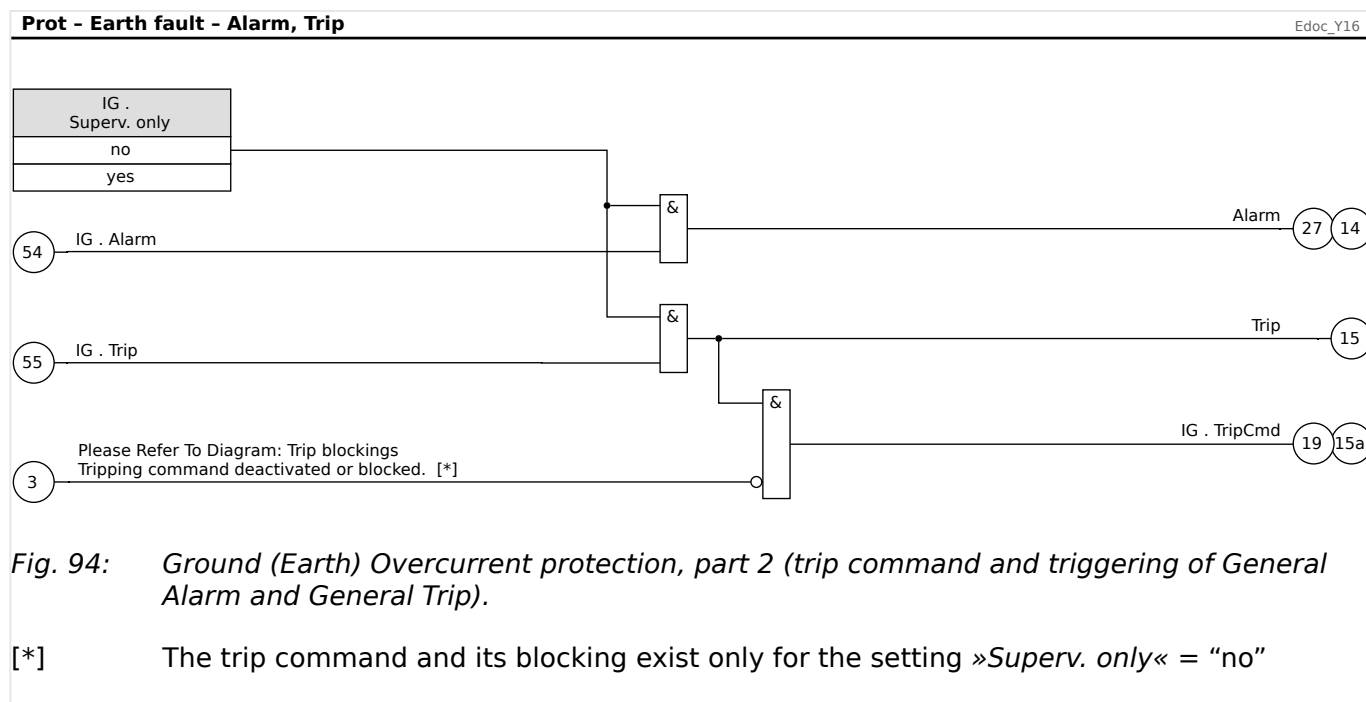 Prot – Earth fault – Alarm, Trip
Edoc_Y16
IG .
Superv. only
no
yes
&
Alarm
27 14
54
IG . Alarm
&
Trip
15
55
IG . Trip
&
IG . TripCmd
19 15a
Please Refer To Diagram: Trip blockings
Tripping command deactivated or blocked. [*]
3
Fig. 94: Ground (Earth) Overcurrent protection, part 2 (trip command and triggering of General
Alarm and General Trip).
[*] The trip command and its blocking exist only for the setting »Superv. only« = “no”